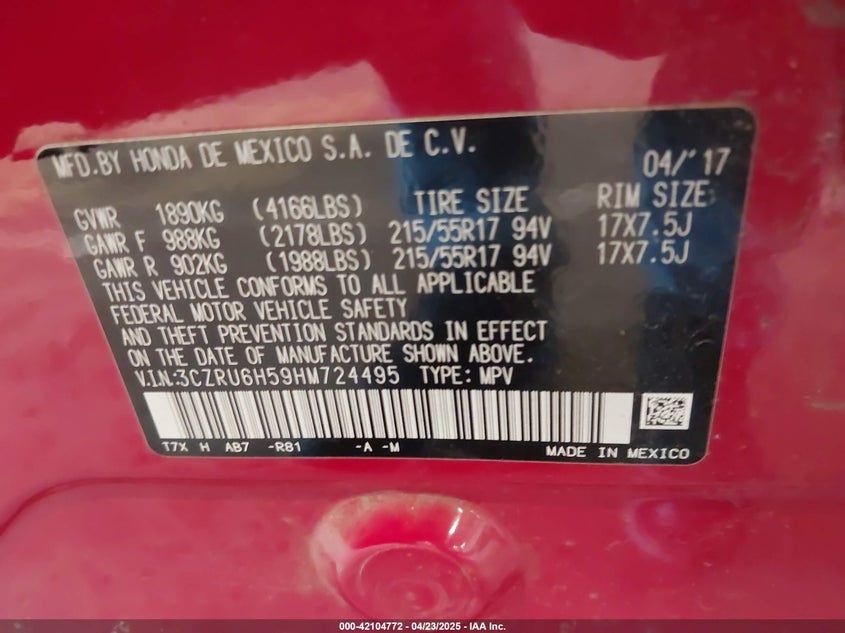 MFD.BY HONDA DE MEXICO S.A. DE C.V. 04/'17
GVWR 1890KG (4166LBS) TIRE SIZE RIM SIZE
GAWR F 988KG (2178LBS) 215/55R17 94V 17X7.5J
GAWR R 902KG (1988LBS) 215/55R17 94V 17X7.5J
THIS VEHICLE CONFORMS TO ALL APPLICABLE
FEDERAL MOTOR VEHICLE SAFETY
AND THEFT PREVENTION STANDARDS IN EFFECT
ON THE DATE OF MANUFACTURE SHOWN ABOVE.
V.I.N:3CZRU6H59HM724495 TYPE: MPV
T7X H AB7 -R81 -A -M MADE IN MEXICO
000-42104772 - 04/23/2025 - IAA Inc.